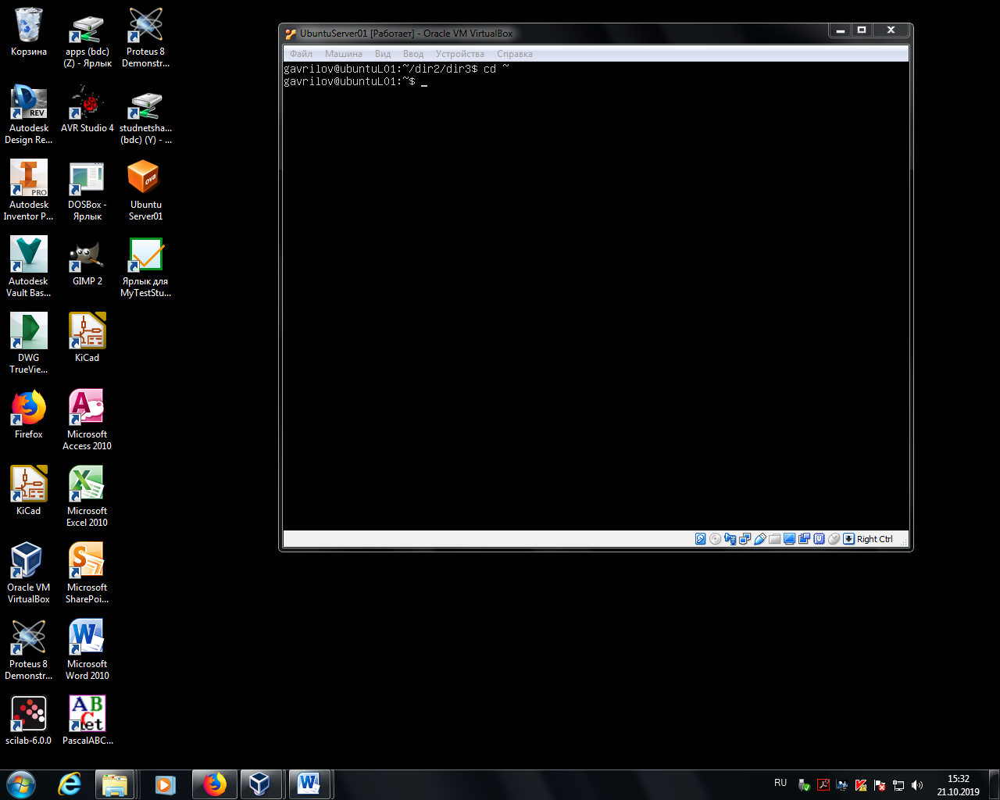 Корзина
apps (bdc)
(Z) - Ярлык
Proteus 8
Demonstr...
Autodesk
Design Re...
REV
AVR Studio 4
studnetsha...
(bdc) (Y) - ...
Autodesk
Inventor P...
PRO
DOSBox -
Ярлык
ova
Ubuntu
Server01
Autodesk
Vault Bas...
GIMP 2
Ярлык для
MyTestStu...
DWG
TrueVie...
KiCad
Firefox
Microsoft
Access 2010
KiCad
Microsoft
Excel 2010
Oracle VM
VirtualBox
Microsoft
SharePoi...
Proteus 8
Demonstr...
Microsoft
Word 2010
scilab-6.0.0
PascalABC...
UbuntuServer01 [Работает] - Oracle VM VirtualBox
Файл Машина Вид Ввод Устройства Справка
gavrilov@ubuntuL01:~/dir2/dir3$ cd ~
gavrilov@ubuntuL01:~$ _
Right Ctrl
RU
15:32
21.10.2019